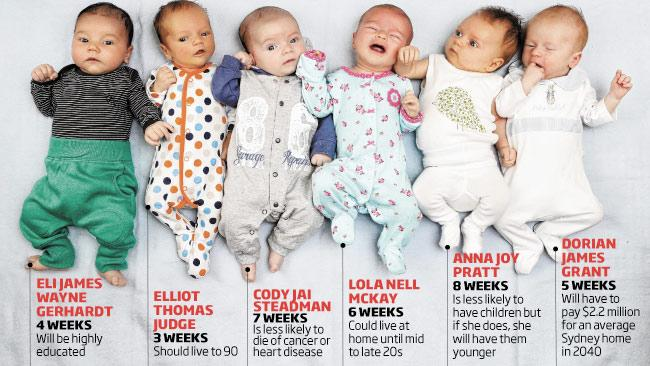 86
Garage
ELI JAMES
WAYNE
GERHARDT
4 WEEKS
Will be highly
educated
ELLIOT
THOMAS
JUDGE
3 WEEKS
Should live to 90
CODY JAI
STEADMAN
7 WEEKS
Is less likely to
die of cancer or
heart disease
LOLA NELL
MCKAY
6 WEEKS
Could live at
home until mid
to late 20s
ANNA JOY
PRATT
8 WEEKS
Is less likely to
have children but
if she does, she
will have them
younger
DORIAN
JAMES
GRANT
5 WEEKS
Will have to
pay $2.2 million
for an average
Sydney home
in 2040